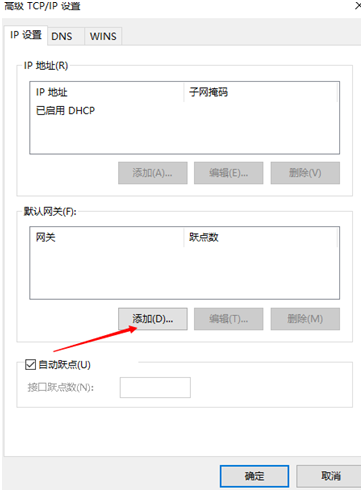 高级 TCP/IP 设置
IP 设置 DNS WINS
IP 地址(R)
IP 地址 子网掩码
已启用 DHCP
添加(A)... 编辑(E)... 删除(V)
默认网关(F):
网关 跃点数
添加(D)... 编辑(T)... 删除(M)
自动跃点(U)
接口跃点数(N):
确定 取消